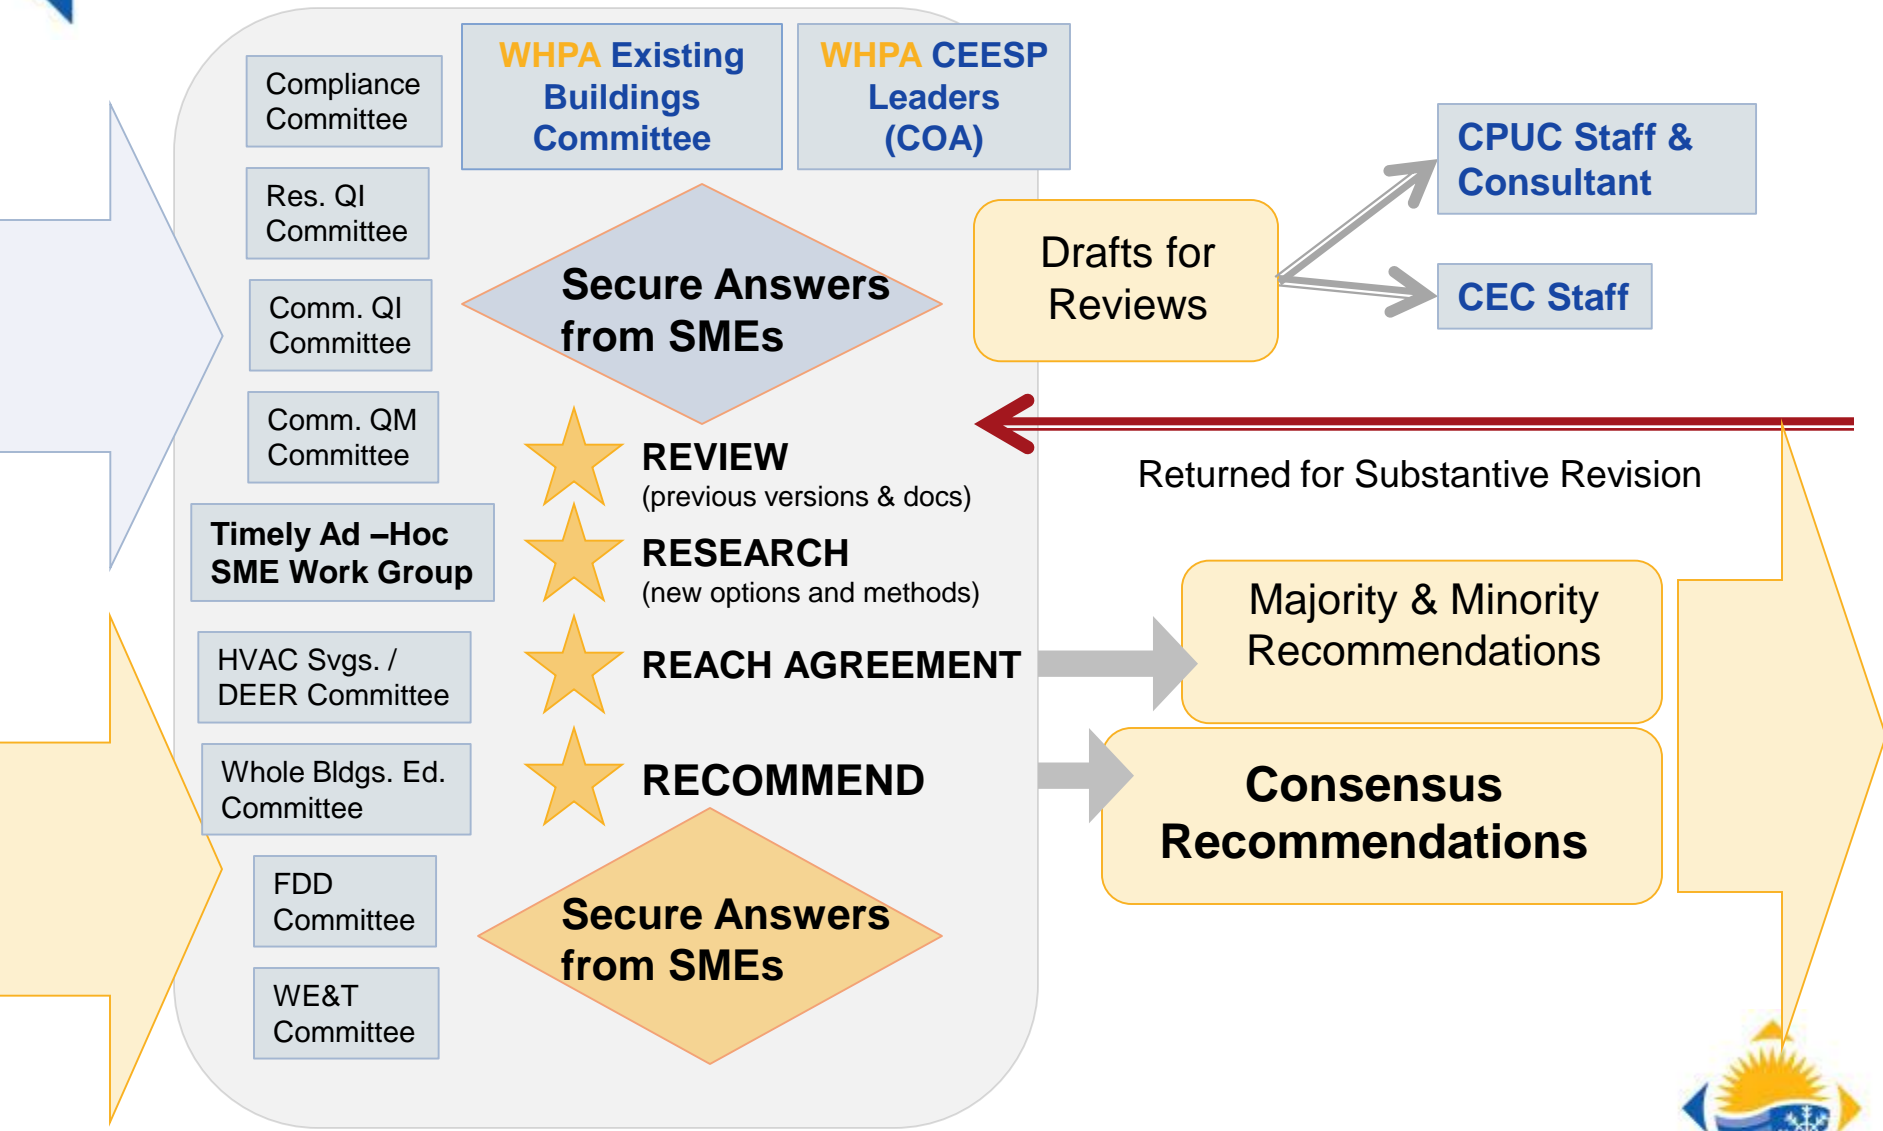 WHPA Existing
Buildings
Committee
WHPA CEESP
Leaders
(COA)
Compliance
Committee
Res. QI
Committee
Comm. QI
Committee
Comm. QM
Committee
Timely Ad –Hoc
SME Work Group
HVAC Svgs. /
DEER Committee
Whole Bldgs. Ed.
Committee
FDD
Committee
WE&T
Committee
Secure Answers
from SMEs
REVIEW
(previous versions & docs)
RESEARCH
(new options and methods)
REACH AGREEMENT
RECOMMEND
Secure Answers
from SMEs
Drafts for
Reviews
CPUC Staff &
Consultant
CEC Staff
Returned for Substantive Revision
Majority & Minority
Recommendations
Consensus
Recommendations